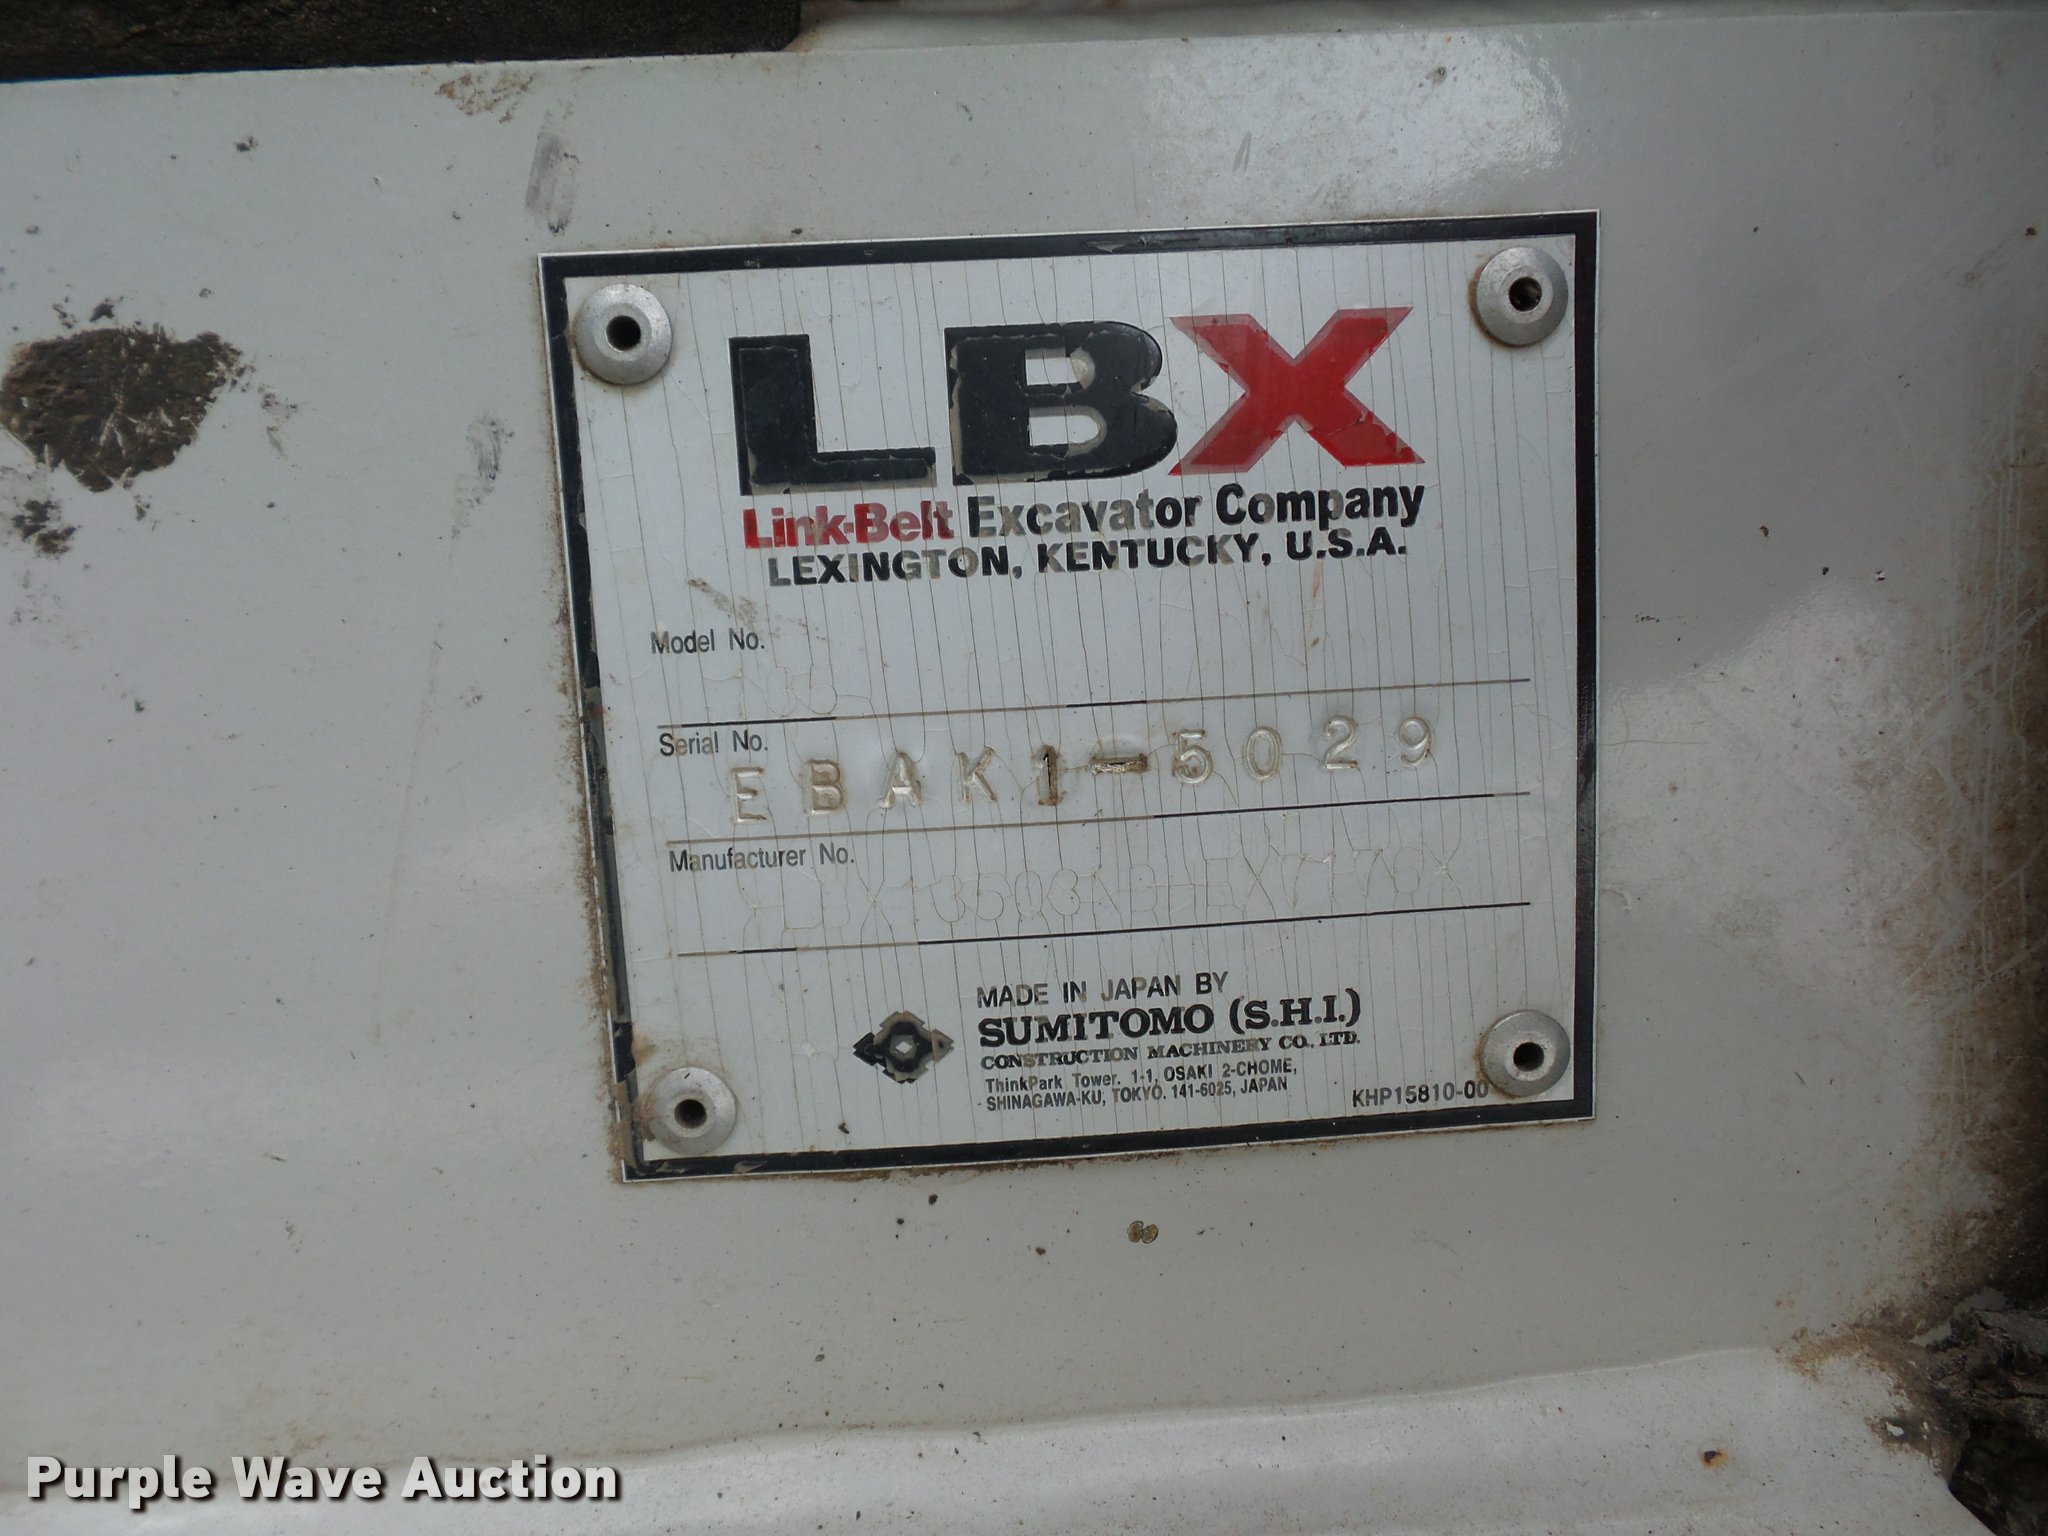 LBX
Link-Belt Excavator Company
LEXINGTON, KENTUCKY, U.S.A.
Model No.
Serial No.
EBAK1-5029
Manufacturer No.
MADE IN JAPAN BY
SUMITOMO (S.H.I.)
CONSTRUCTION MACHINERY CO., LTD.
ThinkPark Tower. 1-1, OSAKI 2-CHOME,
SHINAGAWA-KU, TOKYO. 141-6025, JAPAN
KHP15810-00
Purple Wave Auction